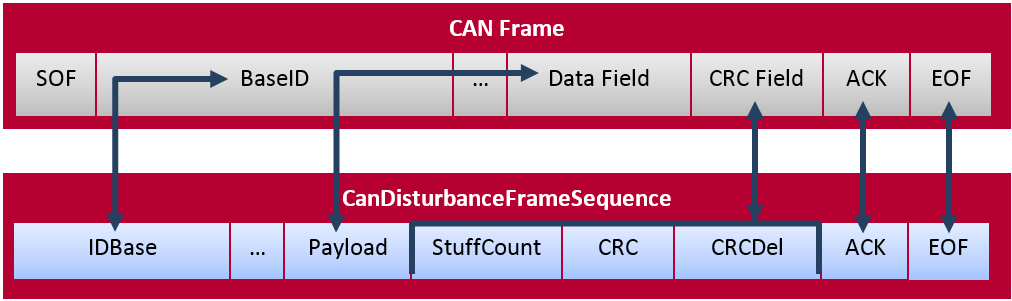 CAN Frame
SOF BaseID ... Data Field CRC Field ACK EOF
CanDisturbanceFrameSequence
IDBase ... Payload StuffCount CRC CRCDel ACK EOF